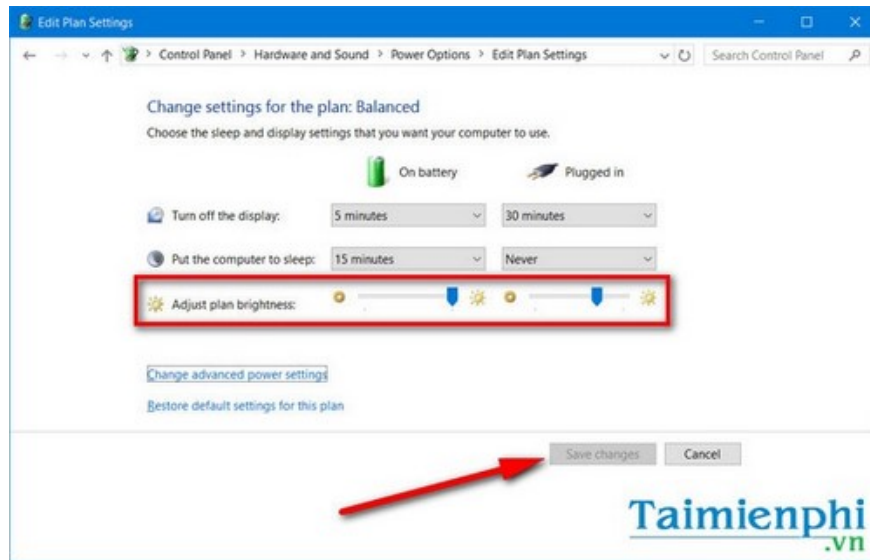 Edit Plan Settings
Control Panel > Hardware and Sound > Power Options > Edit Plan Settings
Search Control Panel
Change settings for the plan: Balanced
Choose the sleep and display settings that you want your computer to use.
On battery Plugged in
Turn off the display: 5 minutes 30 minutes
Put the computer to sleep: 15 minutes Never
Adjust plan brightness:
Change advanced power settings
Restore default settings for this plan
Save changes Cancel
Taimienphi
.vn